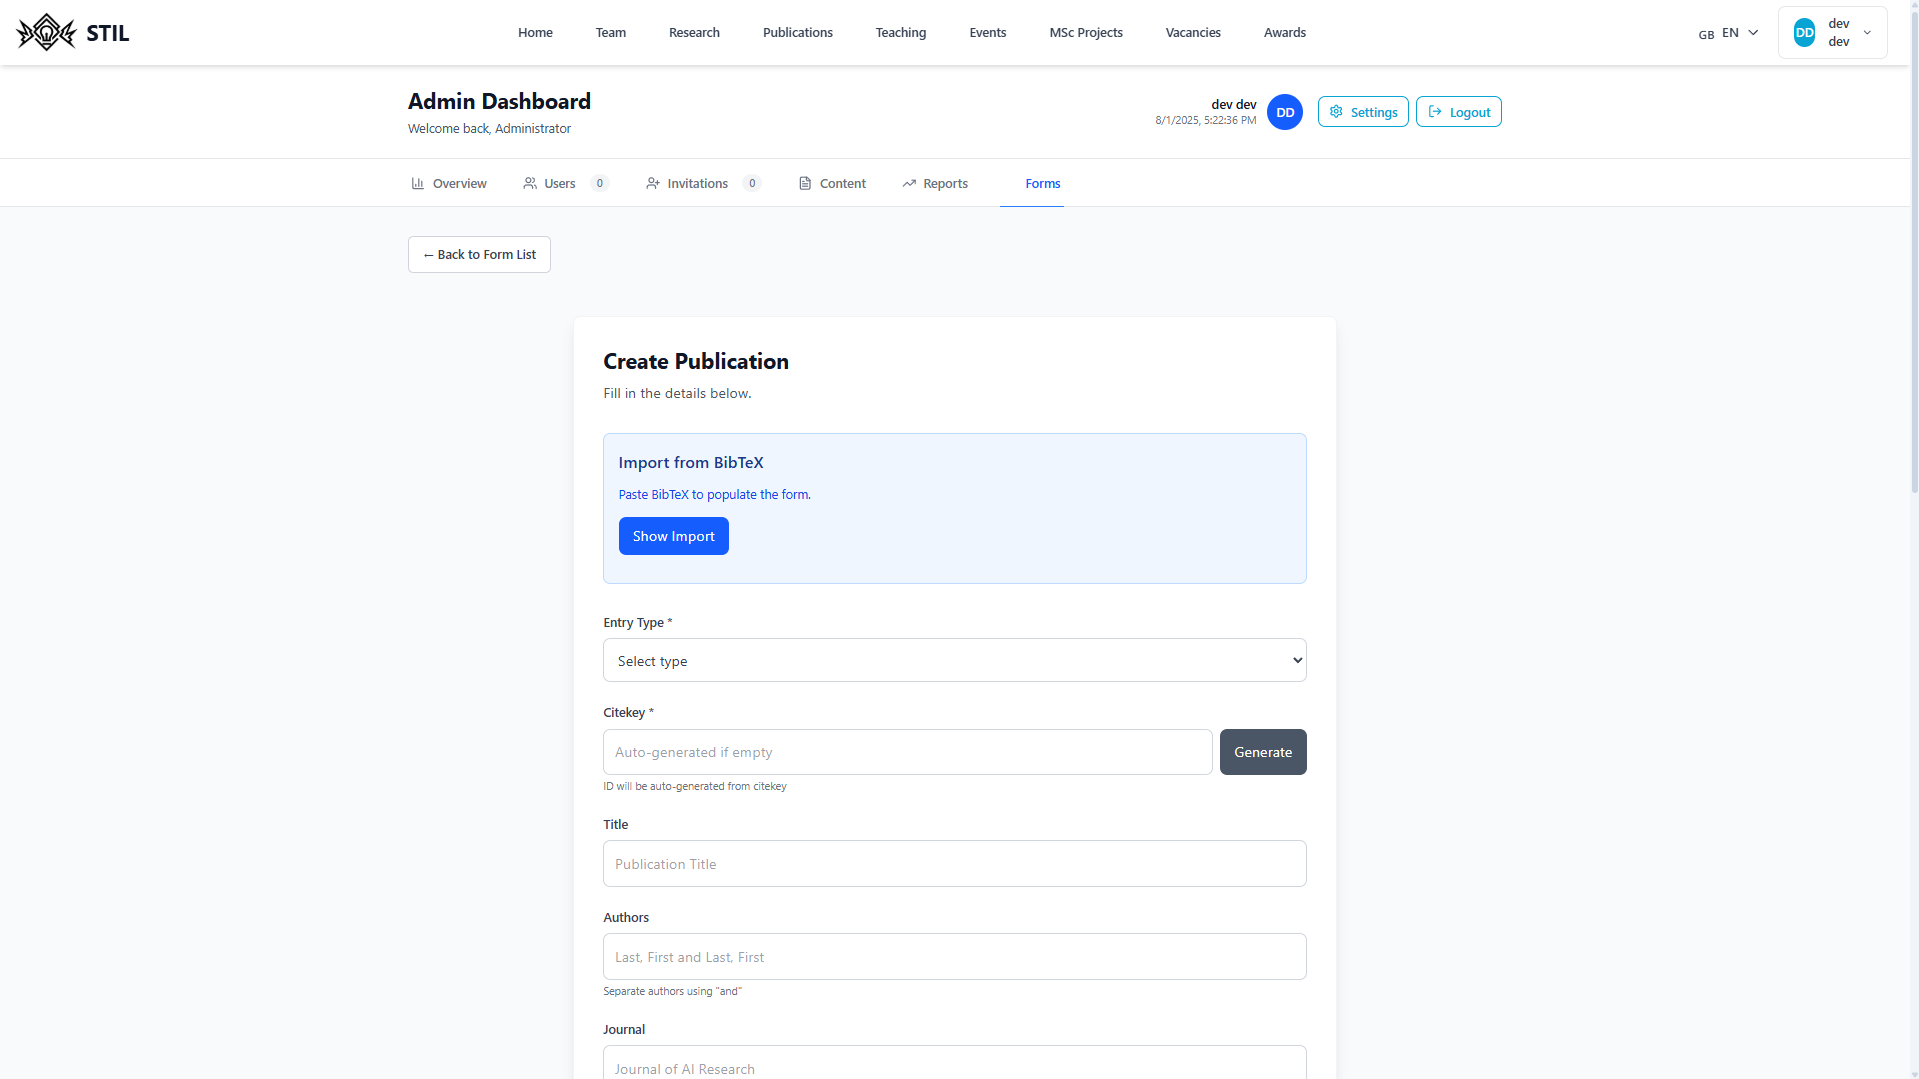 STIL
Home Team Research Publications Teaching Events MSc Projects Vacancies Awards
GB EN
DD
dev
dev
Admin Dashboard
Welcome back, Administrator
dev dev
8/1/2025, 5:22:36 PM
DD
Settings
Logout
Overview Users 0 Invitations 0 Content Reports Forms
← Back to Form List
Create Publication
Fill in the details below.
Import from BibTeX
Paste BibTeX to populate the form.
Show Import
Entry Type *
Select type
Citekey *
Auto-generated if empty
Generate
ID will be auto-generated from citekey
Title
Publication Title
Authors
Last, First and Last, First
Separate authors using "and"
Journal
Journal of AI Research